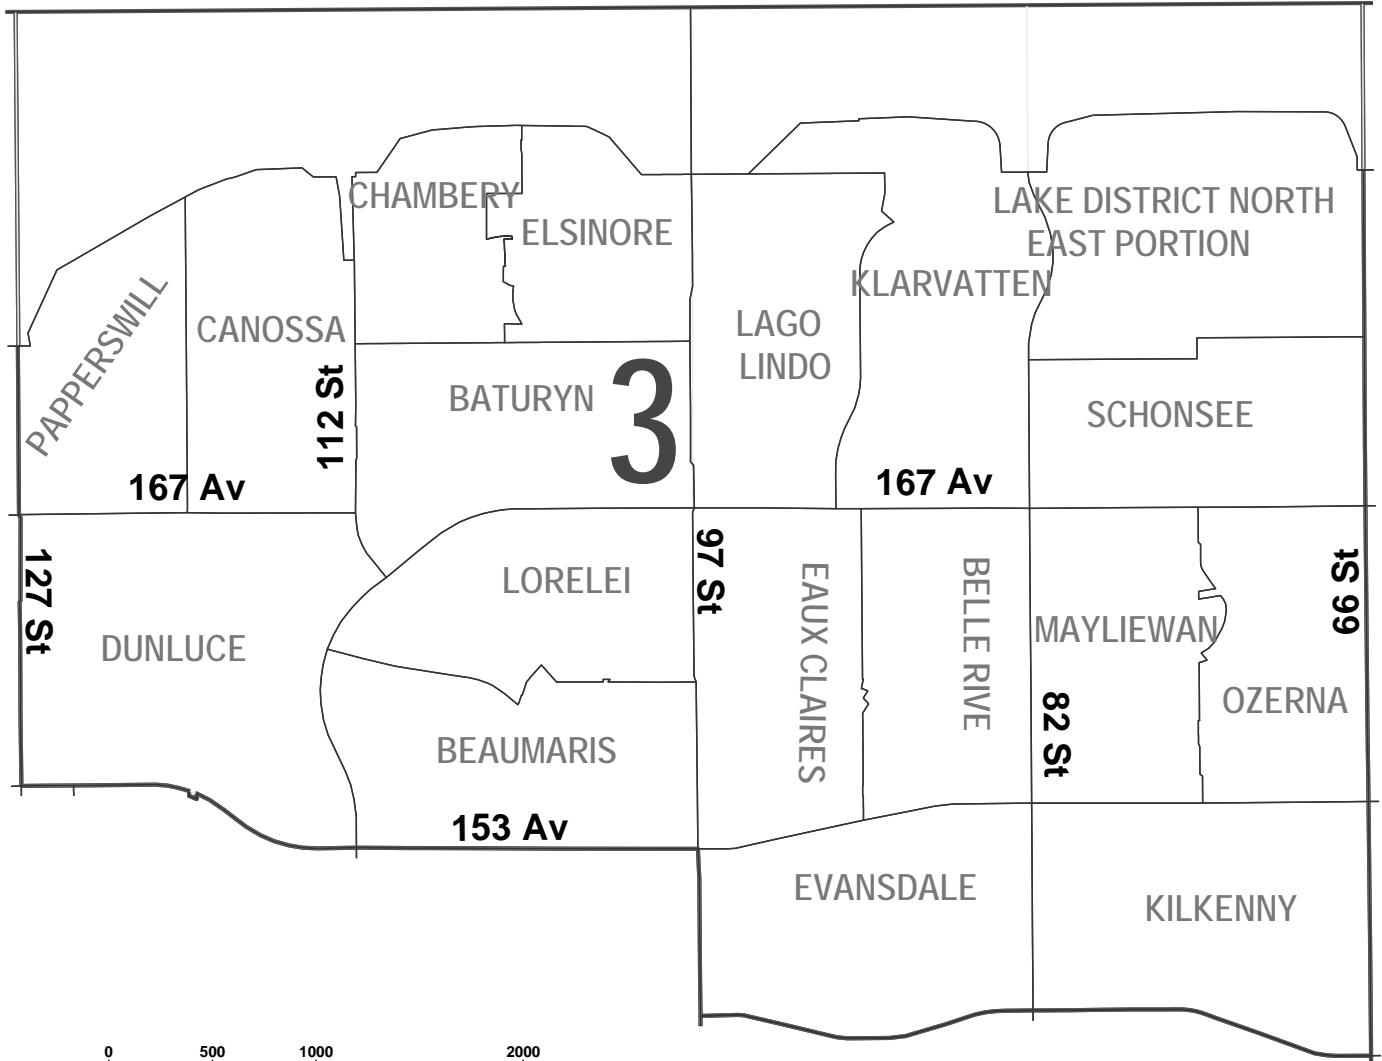 CHAMBERY
ELSINORE
LAKE DISTRICT NORTH
EAST PORTION
KLARVATTEN
PAPPERSWILL
CANOSSA
LAGO
LINDO
112 St
BATURYN
3
SCHONSEE
167 Av
167 Av
127 St
DUNLUCE
LORELEI
97 St
EAUX CLAIRES
BELLE RIVE
MAYLIEWAN
66 St
OZERNA
82 St
BEAUMARIS
153 Av
EVANSDALE
KILKENNY
0 500 1000 2000